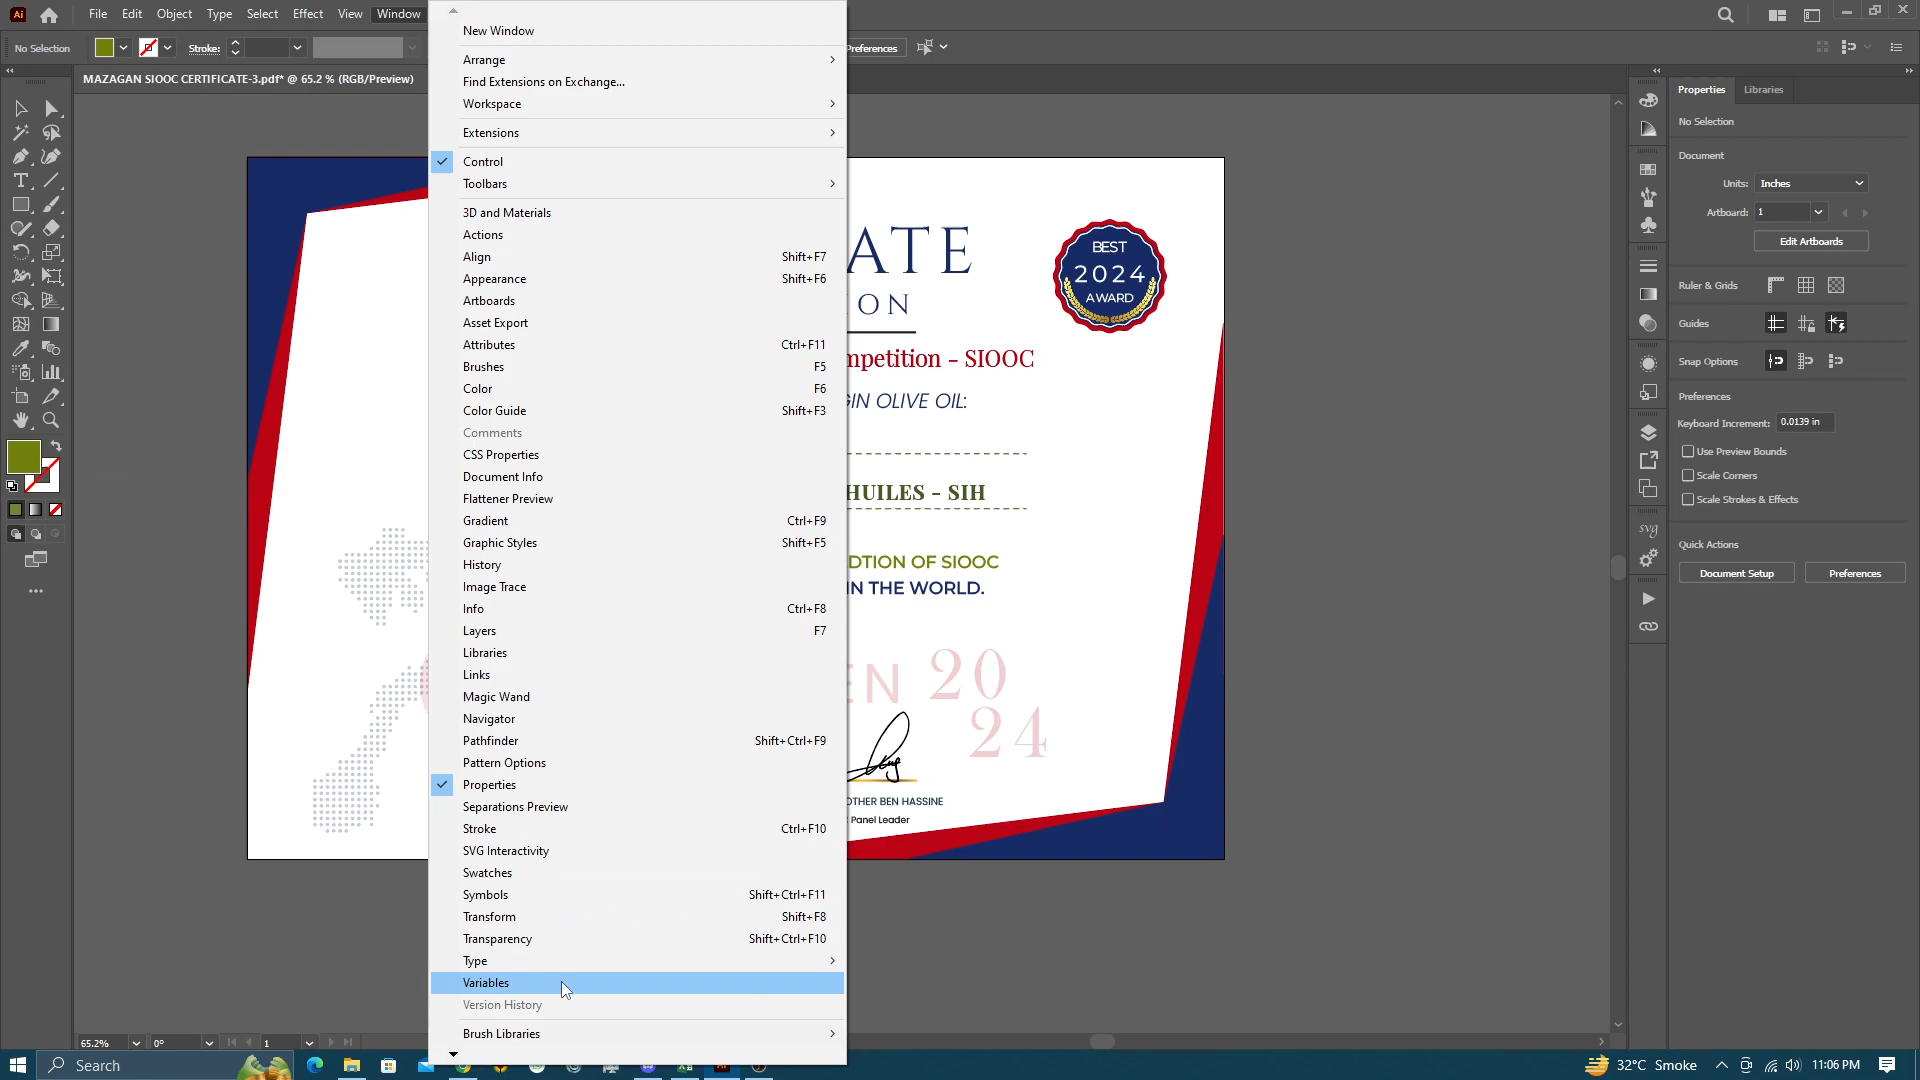 Ai File Edit Object Type Select Effect View Window
No Selection Stroke: Preferences
MAZAGAN SIOOC CERTIFICATE-3.pdf* @ 65.2 % (RGB/Preview)
New Window
Arrange
Find Extensions on Exchange...
Workspace
Extensions
Control
Toolbars
3D and Materials
Actions
Align Shift+F7
Appearance Shift+F6
Artboards
Asset Export
Attributes Ctrl+F11
Brushes F5
Color F6
Color Guide Shift+F3
Comments
CSS Properties
Document Info
Flattener Preview
Gradient Ctrl+F9
Graphic Styles Shift+F5
History
Image Trace
Info Ctrl+F8
Layers F7
Libraries
Links
Magic Wand
Navigator
Pathfinder Shift+Ctrl+F9
Pattern Options
Properties
Separations Preview
Stroke Ctrl+F10
SVG Interactivity
Swatches
Symbols Shift+Ctrl+F11
Transform Shift+F8
Transparency Shift+Ctrl+F10
Type
Variables
Version History
Brush Libraries
ATE
ION
BEST
2024
AWARD
mpetition - SIOOC
GIN OLIVE OIL:
HUILES - SIH
DTION OF SIOOC
IN THE WORLD.
EN 20
24
OTHER BEN HASSINE
Panel Leader
svg
Properties Libraries
No Selection
Document
Units: Inches
Artboard: 1
Edit Artboards
Ruler & Grids
Guides
Snap Options
Preferences
Keyboard Increment: 0.0139 in
Use Preview Bounds
Scale Corners
Scale Strokes & Effects
Quick Actions
Document Setup Preferences
65.2% 0° 1
Search
32°C Smoke 11:06 PM